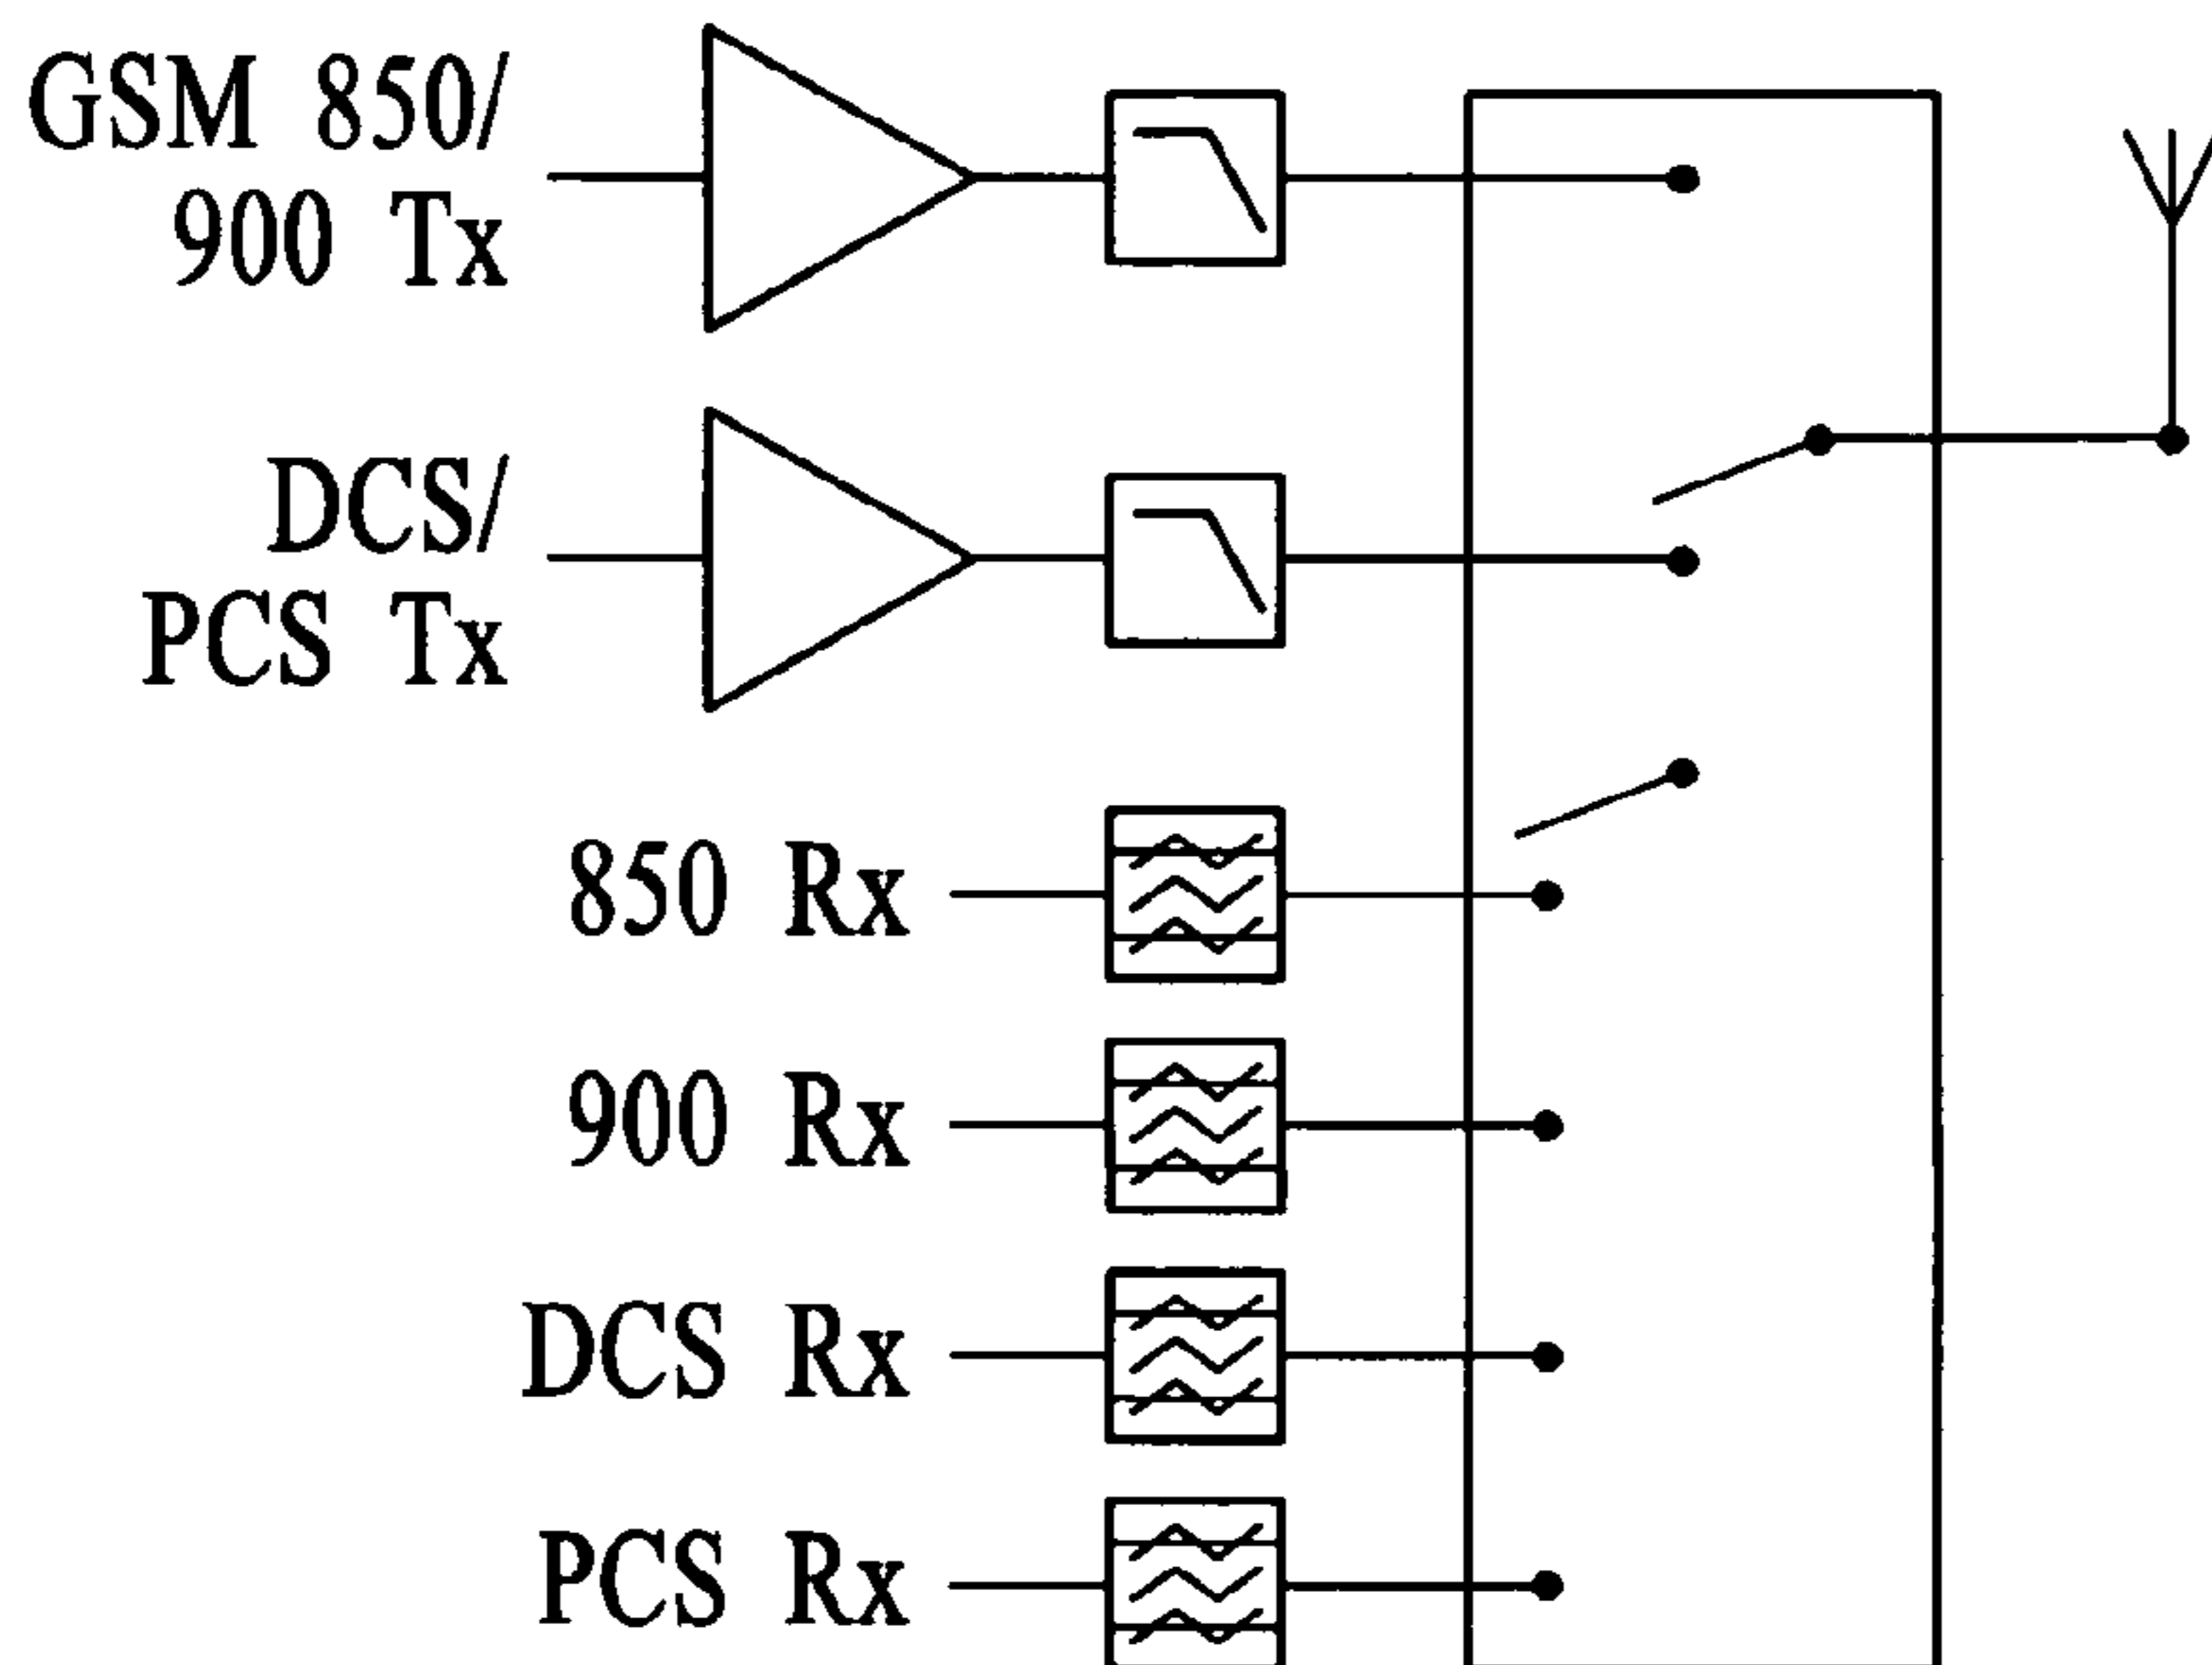 GSM 850/
900 Tx
DCS/
PCS Tx
850 Rx
900 Rx
DCS Rx
PCS Rx